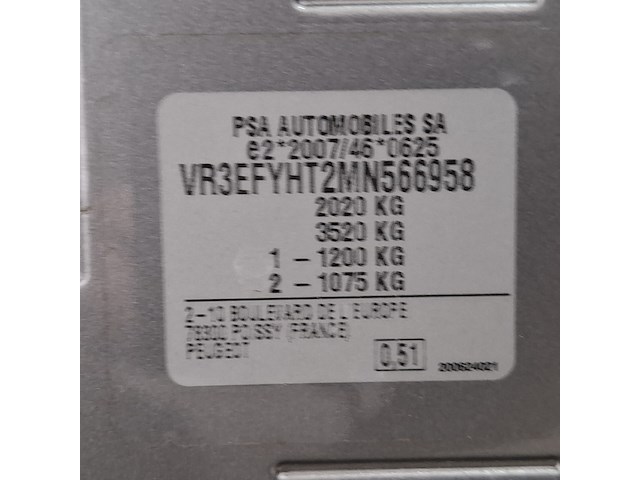 PSA AUTOMOBILES SA
e2*2007/46*0625
VR3EFYHT2MN566958
2020 KG
3520 KG
1 - 1200 KG
2 - 1075 KG
2-10 BOULEVARD DE L'EUROPE
78300 POISSY (FRANCE)
PEUGEOT
0,51
200624021